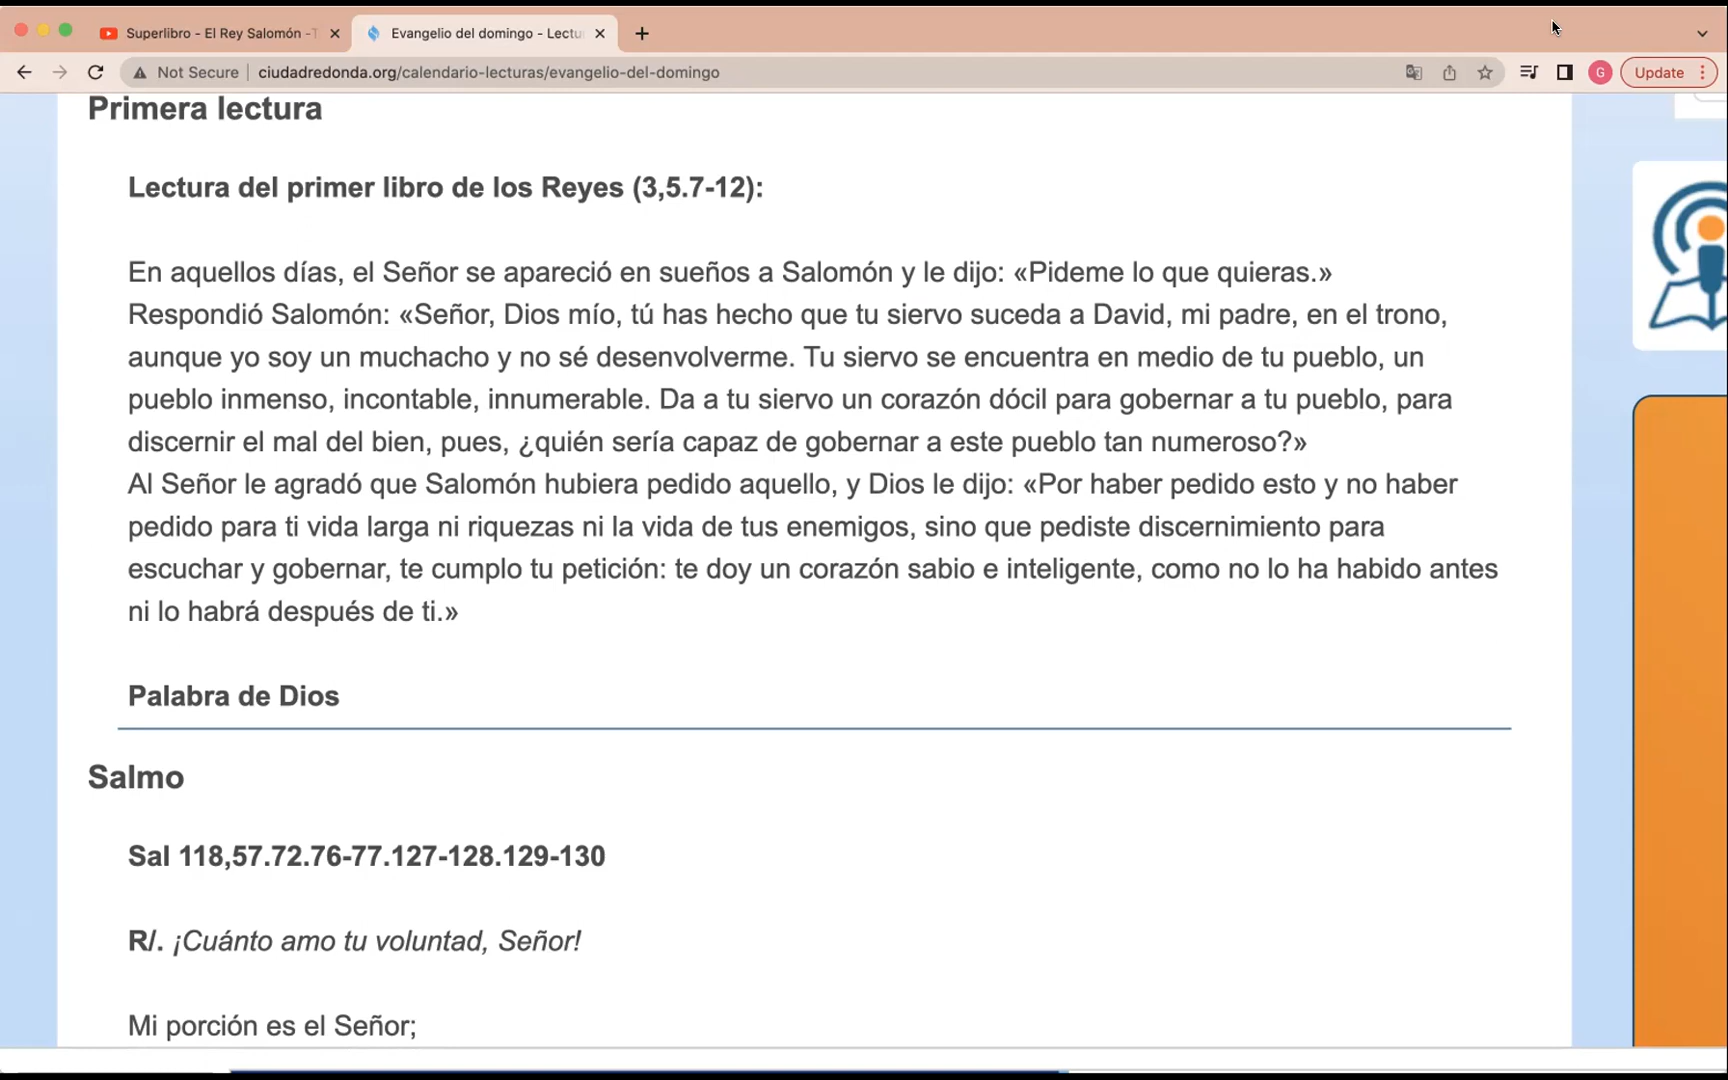 Superlibro - El Rey Salomón -
Evangelio del domingo - Lectu
Not Secure
ciudadredonda.org/calendario-lecturas/evangelio-del-domingo
G
Update
Primera lectura
Lectura del primer libro de los Reyes (3,5.7-12):
En aquellos días, el Señor se apareció en sueños a Salomón y le dijo: «Pideme lo que quieras.»
Respondió Salomón: «Señor, Dios mío, tú has hecho que tu siervo suceda a David, mi padre, en el trono,
aunque yo soy un muchacho y no sé desenvolverme. Tu siervo se encuentra en medio de tu pueblo, un
pueblo inmenso, incontable, innumerable. Da a tu siervo un corazón dócil para gobernar a tu pueblo, para
discernir el mal del bien, pues, ¿quién sería capaz de gobernar a este pueblo tan numeroso?»
Al Señor le agradó que Salomón hubiera pedido aquello, y Dios le dijo: «Por haber pedido esto y no haber
pedido para ti vida larga ni riquezas ni la vida de tus enemigos, sino que pediste discernimiento para
escuchar y gobernar, te cumplo tu petición: te doy un corazón sabio e inteligente, como no lo ha habido antes
ni lo habrá después de ti.»
Palabra de Dios
Salmo
Sal 118,57.72.76-77.127-128.129-130
R/. ¡Cuánto amo tu voluntad, Señor!
Mi porción es el Señor;